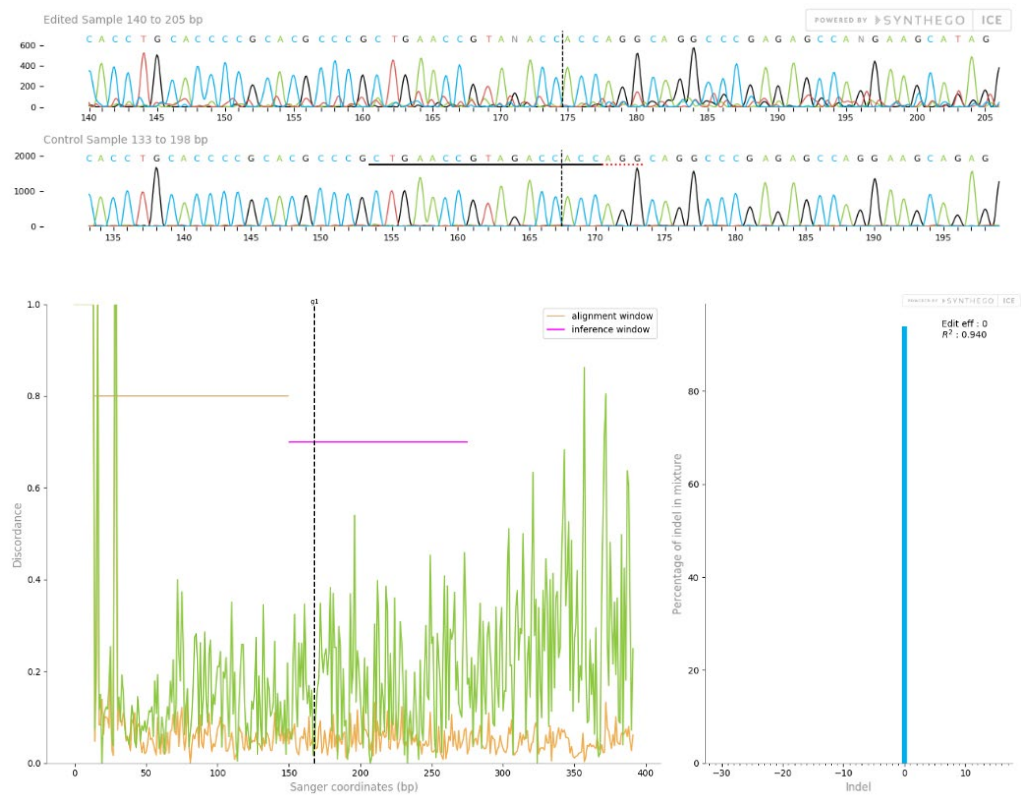 Edited Sample 140 to 205 bp
POWERED BY SYNTHEGO ICE
C A C C T G C A C C C C G C A C G C C C G C T G A A C C G T A N A C C A C C A G G C A G G C C C G A G A G C C A N G A A G C A T A G
600
400
200
0
140 145 150 155 160 165 170 175 180 185 190 195 200 205
Control Sample 133 to 198 bp
C A C C T G C A C C C C G C A C G C C C G C T G A A C C G T A G A C C A C C A G G C A G G C C C G A G A G C C A G G A A G C A G A G
2000
1000
0
135 140 145 150 155 160 165 170 175 180 185 190 195
POWERED BY SYNTHEGO ICE
g1
alignment window
inference window
1.0
0.8
0.6
0.4
0.2
0.0
Discordance
0 50 100 150 200 250 300 350 400
Sanger coordinates (bp)
Edit eff : 0
R² : 0.940
80
60
40
20
0
Percentage of indel in mixture
−30 −20 −10 0 10
Indel